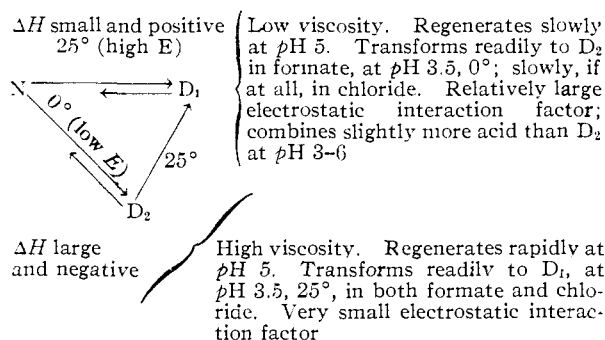 ΔH small and positive
25° (high E)
Low viscosity. Regenerates slowly
at pH 5. Transforms readily to D₂
in formate, at pH 3.5, 0°; slowly, if
at all, in chloride. Relatively large
electrostatic interaction factor;
combines slightly more acid than D₂
at pH 3–6
N
D₁
0° (low E)
25°
D₂
ΔH large
and negative
High viscosity. Regenerates rapidly at
pH 5. Transforms readily to D₁, at
pH 3.5, 25°, in both formate and chlo-
ride. Very small electrostatic interac-
tion factor